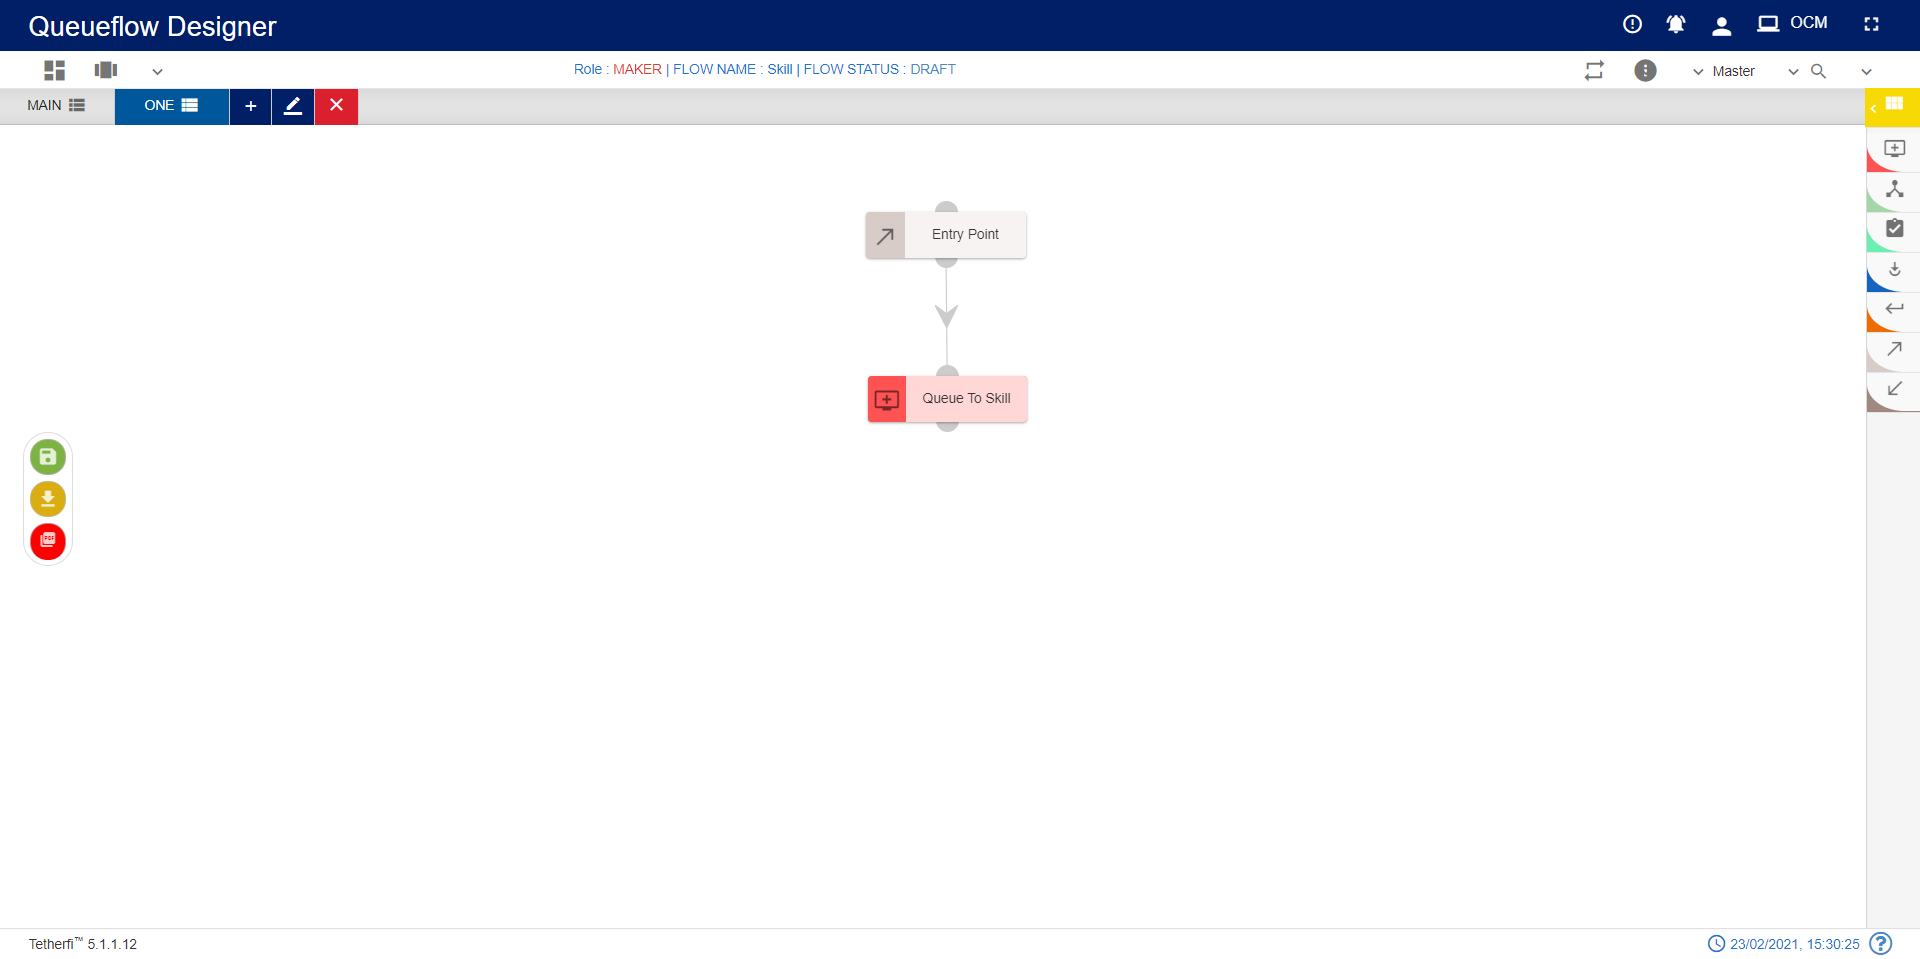 Queueflow Designer
OCM
Role : MAKER | FLOW NAME : Skill | FLOW STATUS : DRAFT
Master
MAIN
ONE
Entry Point
Queue To Skill
PDF
Tetherfi™ 5.1.1.12
23/02/2021, 15:30:25